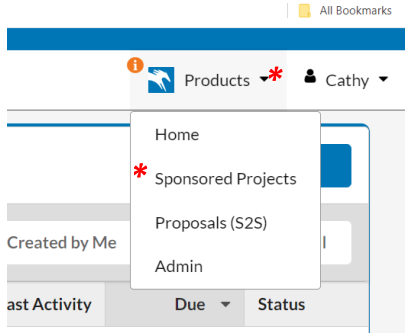 All Bookmarks
i Products * Cathy
Home
* Sponsored Projects
Proposals (S2S)
Admin
Created by Me
ast Activity Due Status